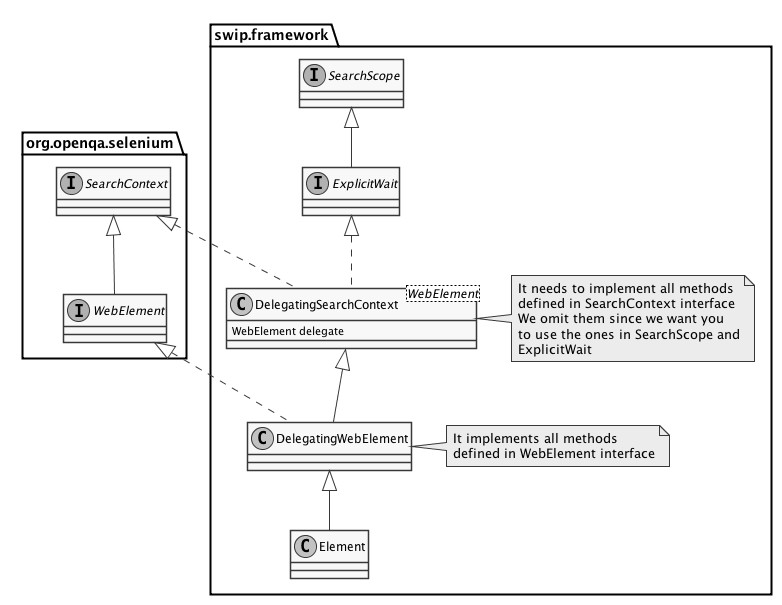 swip.framework
I SearchScope
org.openqa.selenium
I SearchContext
I ExplicitWait
C DelegatingSearchContext WebElement
WebElement delegate
It needs to implement all methods
defined in SearchContext interface
We omit them since we want you
to use the ones in SearchScope and
ExplicitWait
I WebElement
C DelegatingWebElement
It implements all methods
defined in WebElement interface
C Element